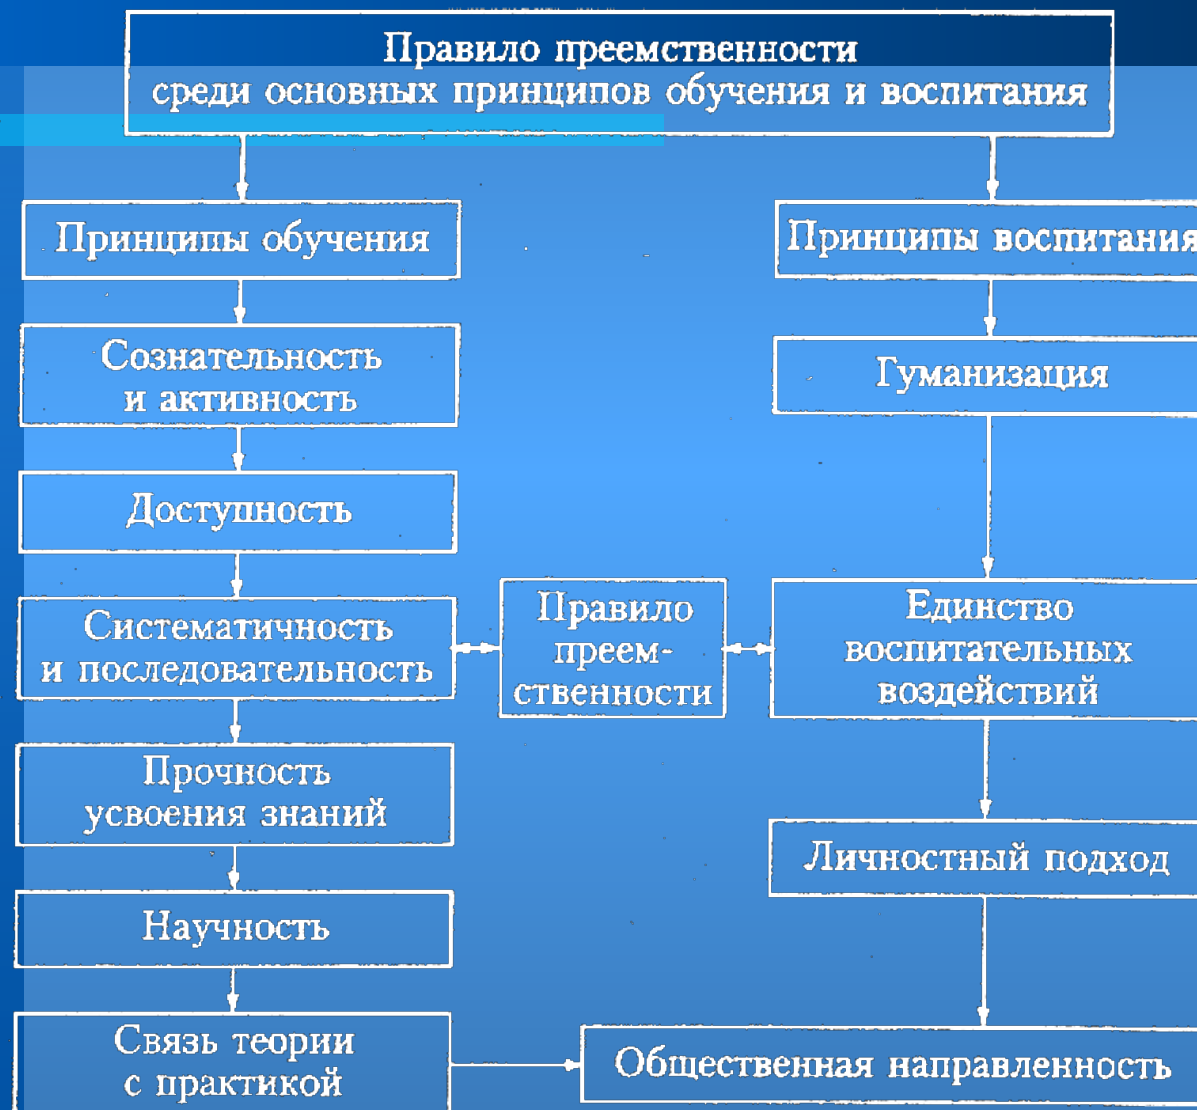 Правило преемственности
среди основных принципов обучения и воспитания
Принципы обучения
Принципы воспитания
Сознательность
и активность
Гуманизация
Доступность
Систематичность
и последовательность
Правило
преем-
ственности
Единство
воспитательных
воздействий
Прочность
усвоения знаний
Личностный подход
Научность
Связь теории
с практикой
Общественная направленность